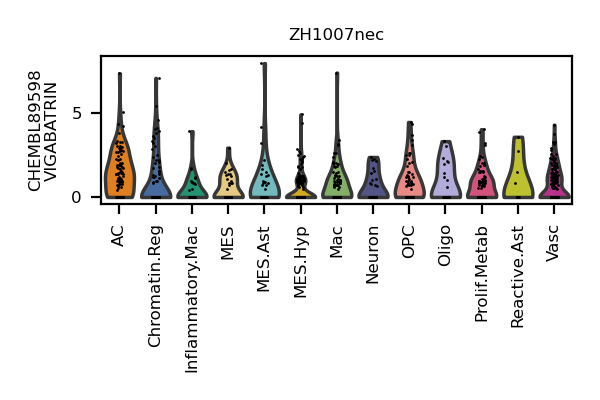 ZH1007nec
CHEMBL89598
VIGABATRIN
5
0
AC
Chromatin.Reg
Inflammatory.Mac
MES
MES.Ast
MES.Hyp
Mac
Neuron
OPC
Oligo
Prolif.Metab
Reactive.Ast
Vasc